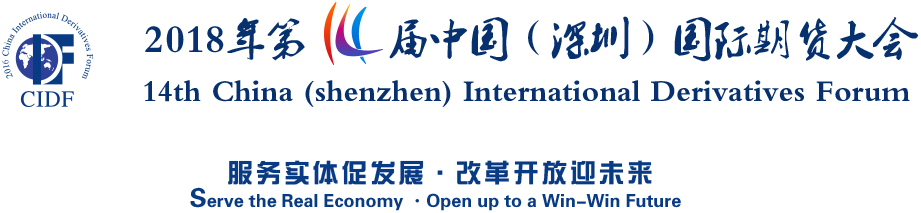 2016 China International Derivatives Forum
CIDF
2018年第14届中国（深圳）国际期货大会
14th China (shenzhen) International Derivatives Forum
服务实体促发展·改革开放迎未来
Serve the Real Economy ·Open up to a Win-Win Future